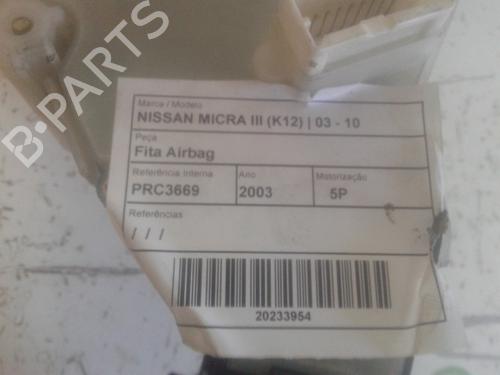 B-PARTS
Marca / Modelo
NISSAN MICRA III (K12) | 03 - 10
Peça
Fita Airbag
Referência Interna Ano Motorização
PRC3669 2003 5P
Referências
/ / /
20233954